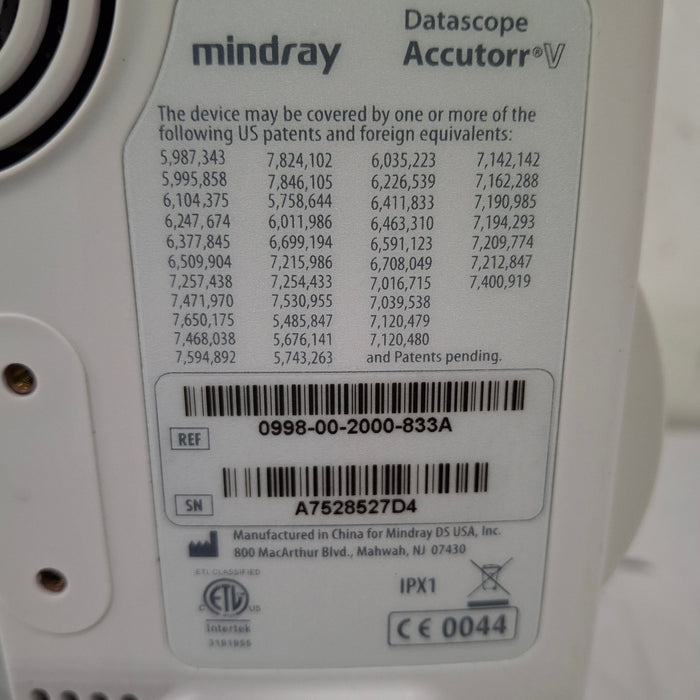 mindray
Datascope
Accutorr® V
The device may be covered by one or more of the
following US patents and foreign equivalents:
5,987,343 7,824,102 6,035,223 7,142,142
5,995,858 7,846,105 6,226,539 7,162,288
6,104,375 5,758,644 6,411,833 7,190,985
6,247,674 6,011,986 6,463,310 7,194,293
6,377,845 6,699,194 6,591,123 7,209,774
6,509,904 7,215,986 6,708,049 7,212,847
7,257,438 7,254,433 7,016,715 7,400,919
7,471,970 7,530,955 7,039,538
7,650,175 5,485,847 7,120,479
7,468,038 5,676,141 7,120,480
7,594,892 5,743,263 and Patents pending.
REF 0998-00-2000-833A
SN A7528527D4
Manufactured in China for Mindray DS USA, Inc.
800 MacArthur Blvd., Mahwah, NJ 07430
ETL CLASSIFIED
C ETL US
Intertek
3191955
IPX1
CE 0044